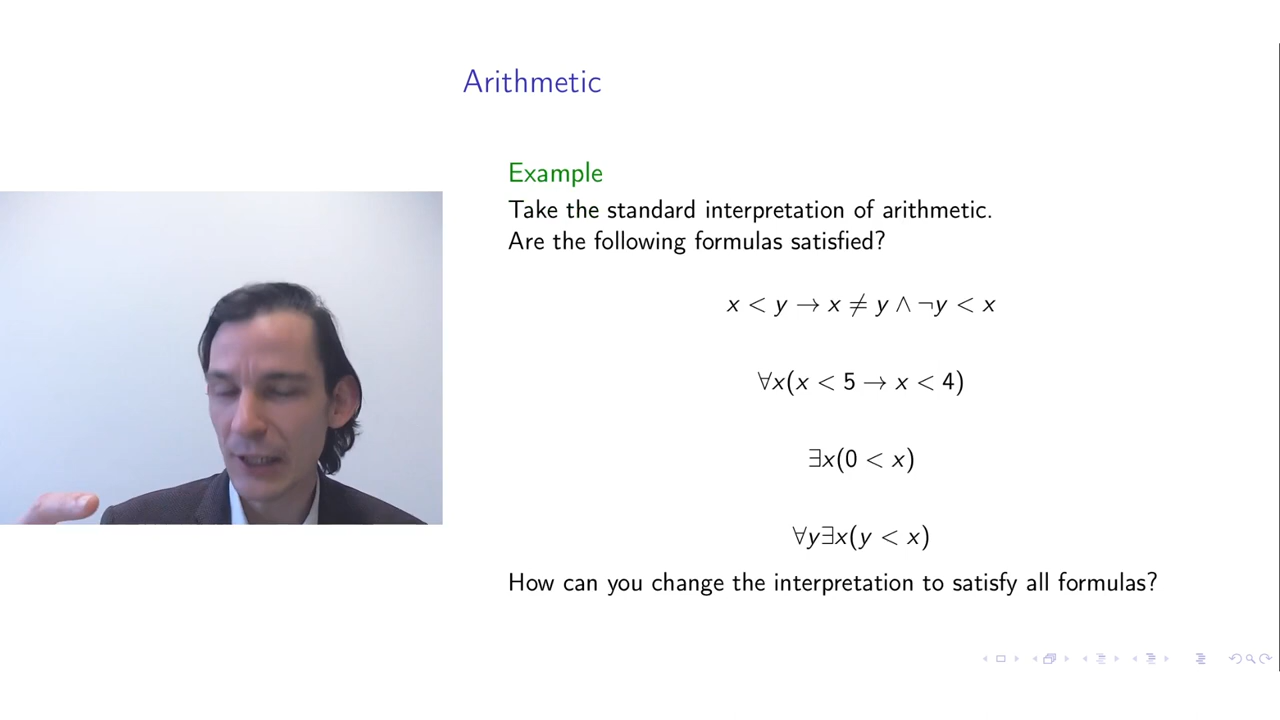 Arithmetic
Example
Take the standard interpretation of arithmetic.
Are the following formulas satisfied?
x < y → x ≠ y ∧ ¬y < x
∀x(x < 5 → x < 4)
∃x(0 < x)
∀y∃x(y < x)
How can you change the interpretation to satisfy all formulas?